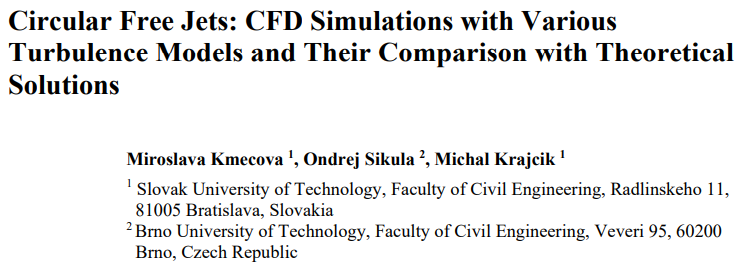 Circular Free Jets: CFD Simulations with Various
Turbulence Models and Their Comparison with Theoretical
Solutions
Miroslava Kmecova 1, Ondrej Sikula 2, Michal Krajcik 1
1 Slovak University of Technology, Faculty of Civil Engineering, Radlinskeho 11,
81005 Bratislava, Slovakia
2 Brno University of Technology, Faculty of Civil Engineering, Veveri 95, 60200
Brno, Czech Republic